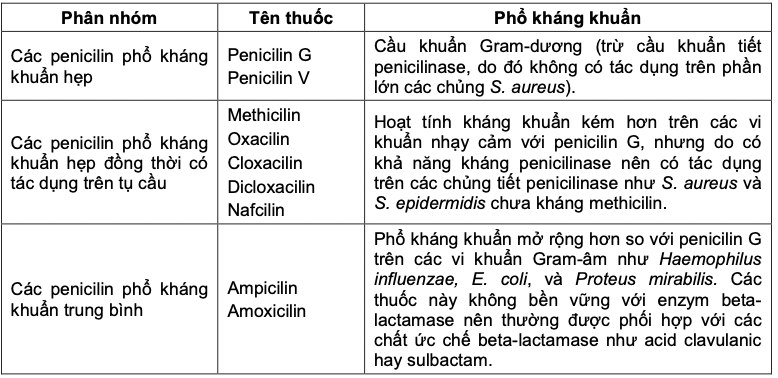 Phân nhóm
Tên thuốc
Phổ kháng khuẩn
Các penicilin phổ kháng
khuẩn hẹp
Penicilin G
Penicilin V
Cầu khuẩn Gram-dương (trừ cầu khuẩn tiết
penicilinase, do đó không có tác dụng trên phần
lớn các chủng S. aureus).
Các penicilin phổ kháng
khuẩn hẹp đồng thời có
tác dụng trên tụ cầu
Methicilin
Oxacilin
Cloxacilin
Dicloxacilin
Nafcilin
Hoạt tính kháng khuẩn kém hơn trên các vi
khuẩn nhạy cảm với penicilin G, nhưng do có
khả năng kháng penicilinase nên có tác dụng
trên các chủng tiết penicilinase như S. aureus và
S. epidermidis chưa kháng methicilin.
Các penicilin phổ kháng
khuẩn trung bình
Ampicilin
Amoxicilin
Phổ kháng khuẩn mở rộng hơn so với penicilin G
trên các vi khuẩn Gram-âm như Haemophilus
influenzae, E. coli, và Proteus mirabilis. Các
thuốc này không bền vững với enzym beta-
lactamase nên thường được phối hợp với các
chất ức chế beta-lactamase như acid clavulanic
hay sulbactam.